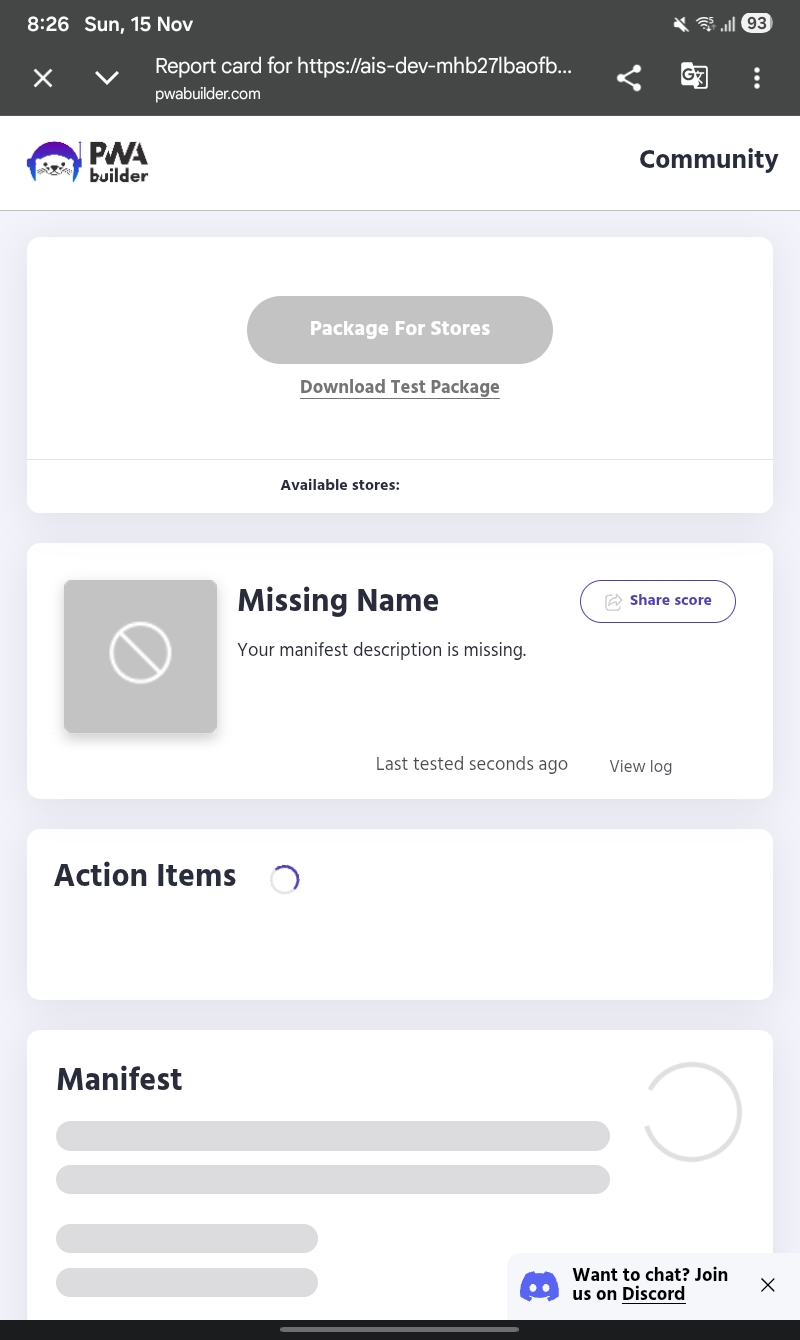 8:26 Sun, 15 Nov
93
Report card for https://ais-dev-mhb27lbaofb...
pwabuilder.com
PWA
builder
Community
Package For Stores
Download Test Package
Available stores:
Missing Name
Share score
Your manifest description is missing.
Last tested seconds ago
View log
Action Items
Manifest
Want to chat? Join
us on Discord